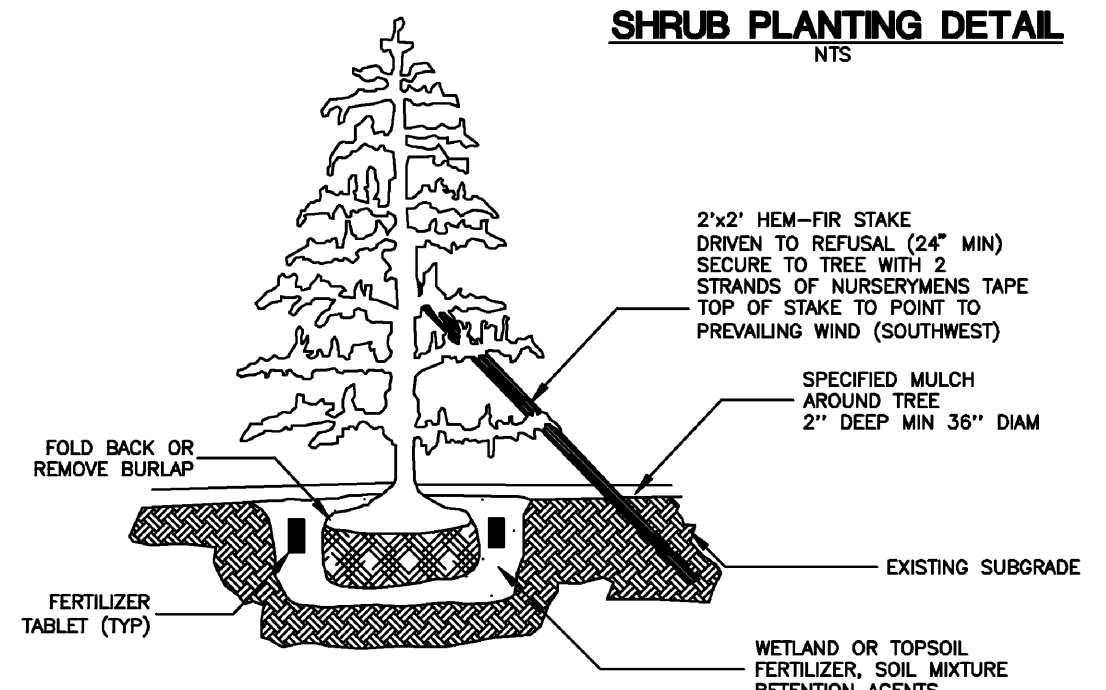 SHRUB PLANTING DETAIL
NTS
2'x2' HEM-FIR STAKE
DRIVEN TO REFUSAL (24" MIN)
SECURE TO TREE WITH 2
STRANDS OF NURSERYMENS TAPE
TOP OF STAKE TO POINT TO
PREVAILING WIND (SOUTHWEST)
SPECIFIED MULCH
AROUND TREE
2" DEEP MIN 36" DIAM
FOLD BACK OR
REMOVE BURLAP
EXISTING SUBGRADE
FERTILIZER
TABLET (TYP)
WETLAND OR TOPSOIL
FERTILIZER, SOIL MIXTURE
RETENTION AGENTS